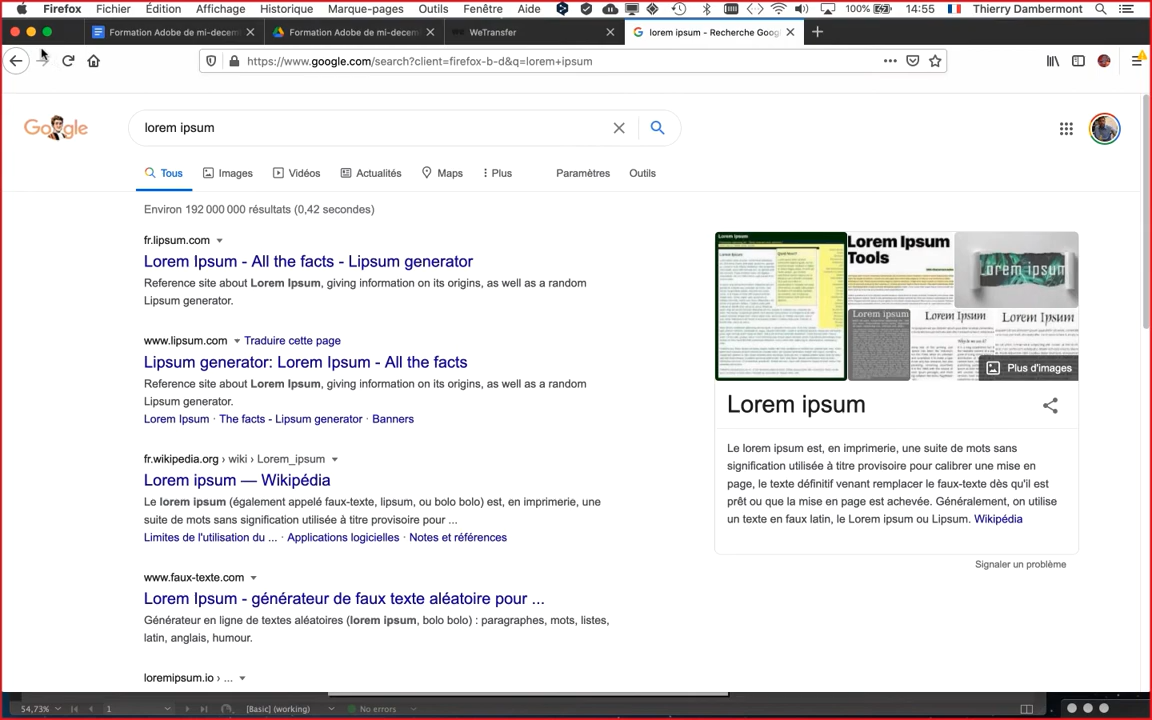 Firefox Fichier Édition Affichage Historique Marque-pages Outils Fenêtre Aide 100% 14:55 Thierry Dambermont
Formation Adobe de mi-decem Formation Adobe de mi-decem WeTransfer lorem ipsum - Recherche Goog
https://www.google.com/search?client=firefox-b-d&q=lorem+ipsum
Google
lorem ipsum
Tous Images Vidéos Actualités Maps Plus Paramètres Outils
Environ 192 000 000 résultats (0,42 secondes)
fr.lipsum.com
Lorem Ipsum - All the facts - Lipsum generator
Reference site about Lorem Ipsum, giving information on its origins, as well as a random
Lipsum generator.
www.lipsum.com Traduire cette page
Lipsum generator: Lorem Ipsum - All the facts
Reference site about Lorem Ipsum, giving information on its origins, as well as a random
Lipsum generator.
Lorem Ipsum · The facts - Lipsum generator · Banners
fr.wikipedia.org › wiki › Lorem_ipsum
Lorem ipsum — Wikipédia
Le lorem ipsum (également appelé faux-texte, lipsum, ou bolo bolo) est, en imprimerie, une
suite de mots sans signification utilisée à titre provisoire pour ...
Limites de l'utilisation du ... · Applications logicielles · Notes et références
www.faux-texte.com
Lorem Ipsum - générateur de faux texte aléatoire pour ...
Générateur en ligne de textes aléatoires (lorem ipsum, bolo bolo) : paragraphes, mots, listes,
latin, anglais, humour.
loremipsum.io › ...
Lorem Ipsum
Tools
Lorem ipsum
Lorem ipsum
Lorem Ipsum
Lorem Ipsum
Plus d'images
Lorem ipsum
Le lorem ipsum est, en imprimerie, une suite de mots sans
signification utilisée à titre provisoire pour calibrer une mise en
page, le texte définitif venant remplacer le faux-texte dès qu'il est
prêt ou que la mise en page est achevée. Généralement, on utilise
un texte en faux latin, le Lorem ipsum ou Lipsum. Wikipédia
Signaler un problème
54,73% 1 [Basic] (working) No errors